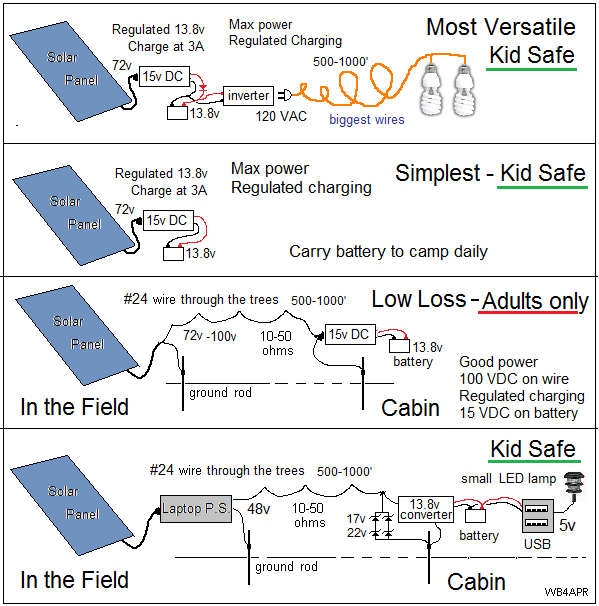 Most Versatile
Kid Safe
Regulated 13.8v
Charge at 3A
Max power
Regulated Charging
Solar
Panel
72v
15v DC
500-1000'
inverter
13.8v
120 VAC
biggest wires
Simplest - Kid Safe
Regulated 13.8v
Charge at 3A
Max power
Regulated charging
Solar
Panel
72v
15v DC
13.8v
Carry battery to camp daily
#24 wire through the trees 500-1000'
Low Loss - Adults only
Solar
Panel
72v -100v
10-50
ohms
15v DC
13.8v
battery
Good power
100 VDC on wire
Regulated charging
15 VDC on battery
ground rod
In the Field
Cabin
Kid Safe
#24 wire through the trees 500-1000'
small LED lamp
Solar
Panel
Laptop P.S.
48v
10-50
ohms
17v
22v
13.8v
converter
battery
USB
5v
ground rod
In the Field
Cabin
WB4APR